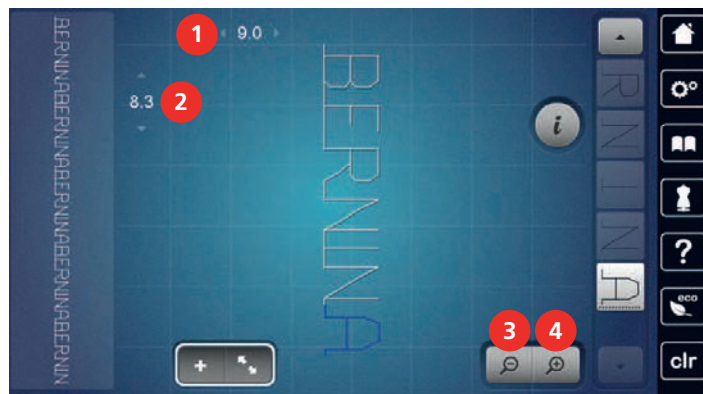 BERNINABERNINABERNINABERNINABERNIN
1
9.0
8.3
2
BERNINA
i
R
N
I
N
A
?
eco
clr
3
4
+